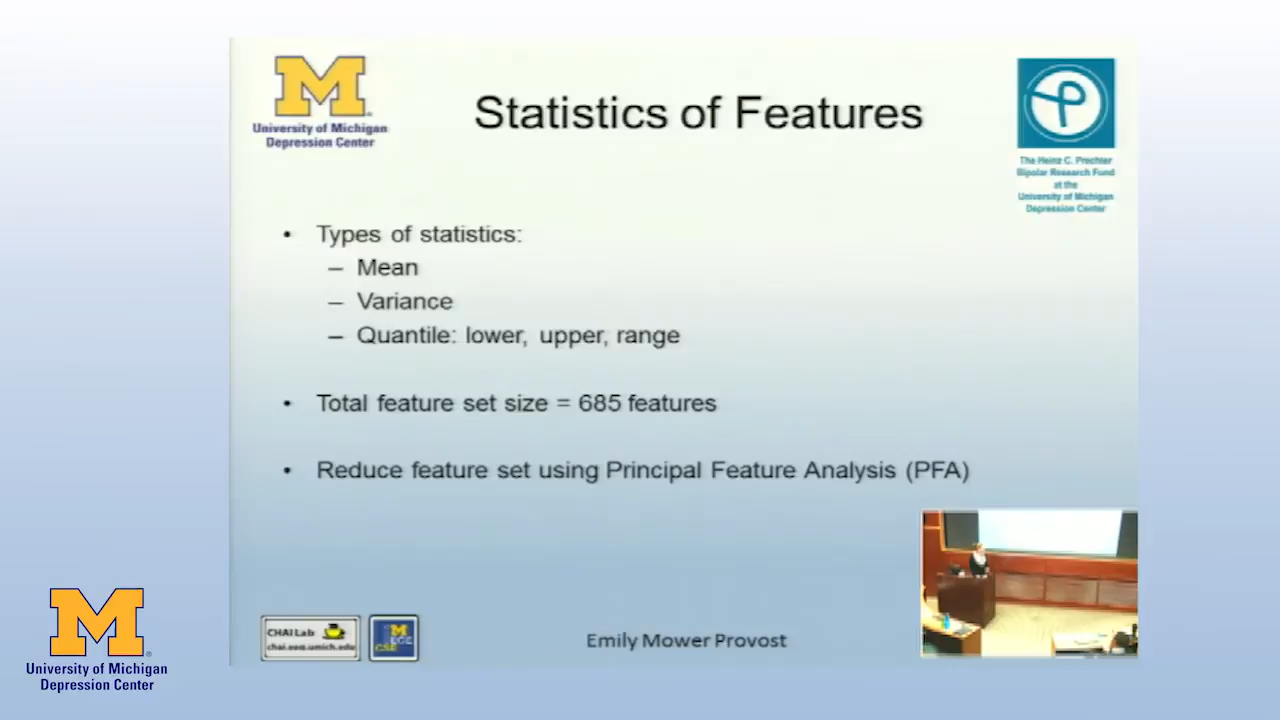 University of Michigan
Depression Center
Statistics of Features
The Heinz C. Prechter
Bipolar Research Fund
at the
University of Michigan
Depression Center
• Types of statistics:
– Mean
– Variance
– Quantile: lower, upper, range
• Total feature set size = 685 features
• Reduce feature set using Principal Feature Analysis (PFA)
CHAI Lab
chai.eecs.umich.edu
M
CSE
Emily Mower Provost
M
University of Michigan
Depression Center